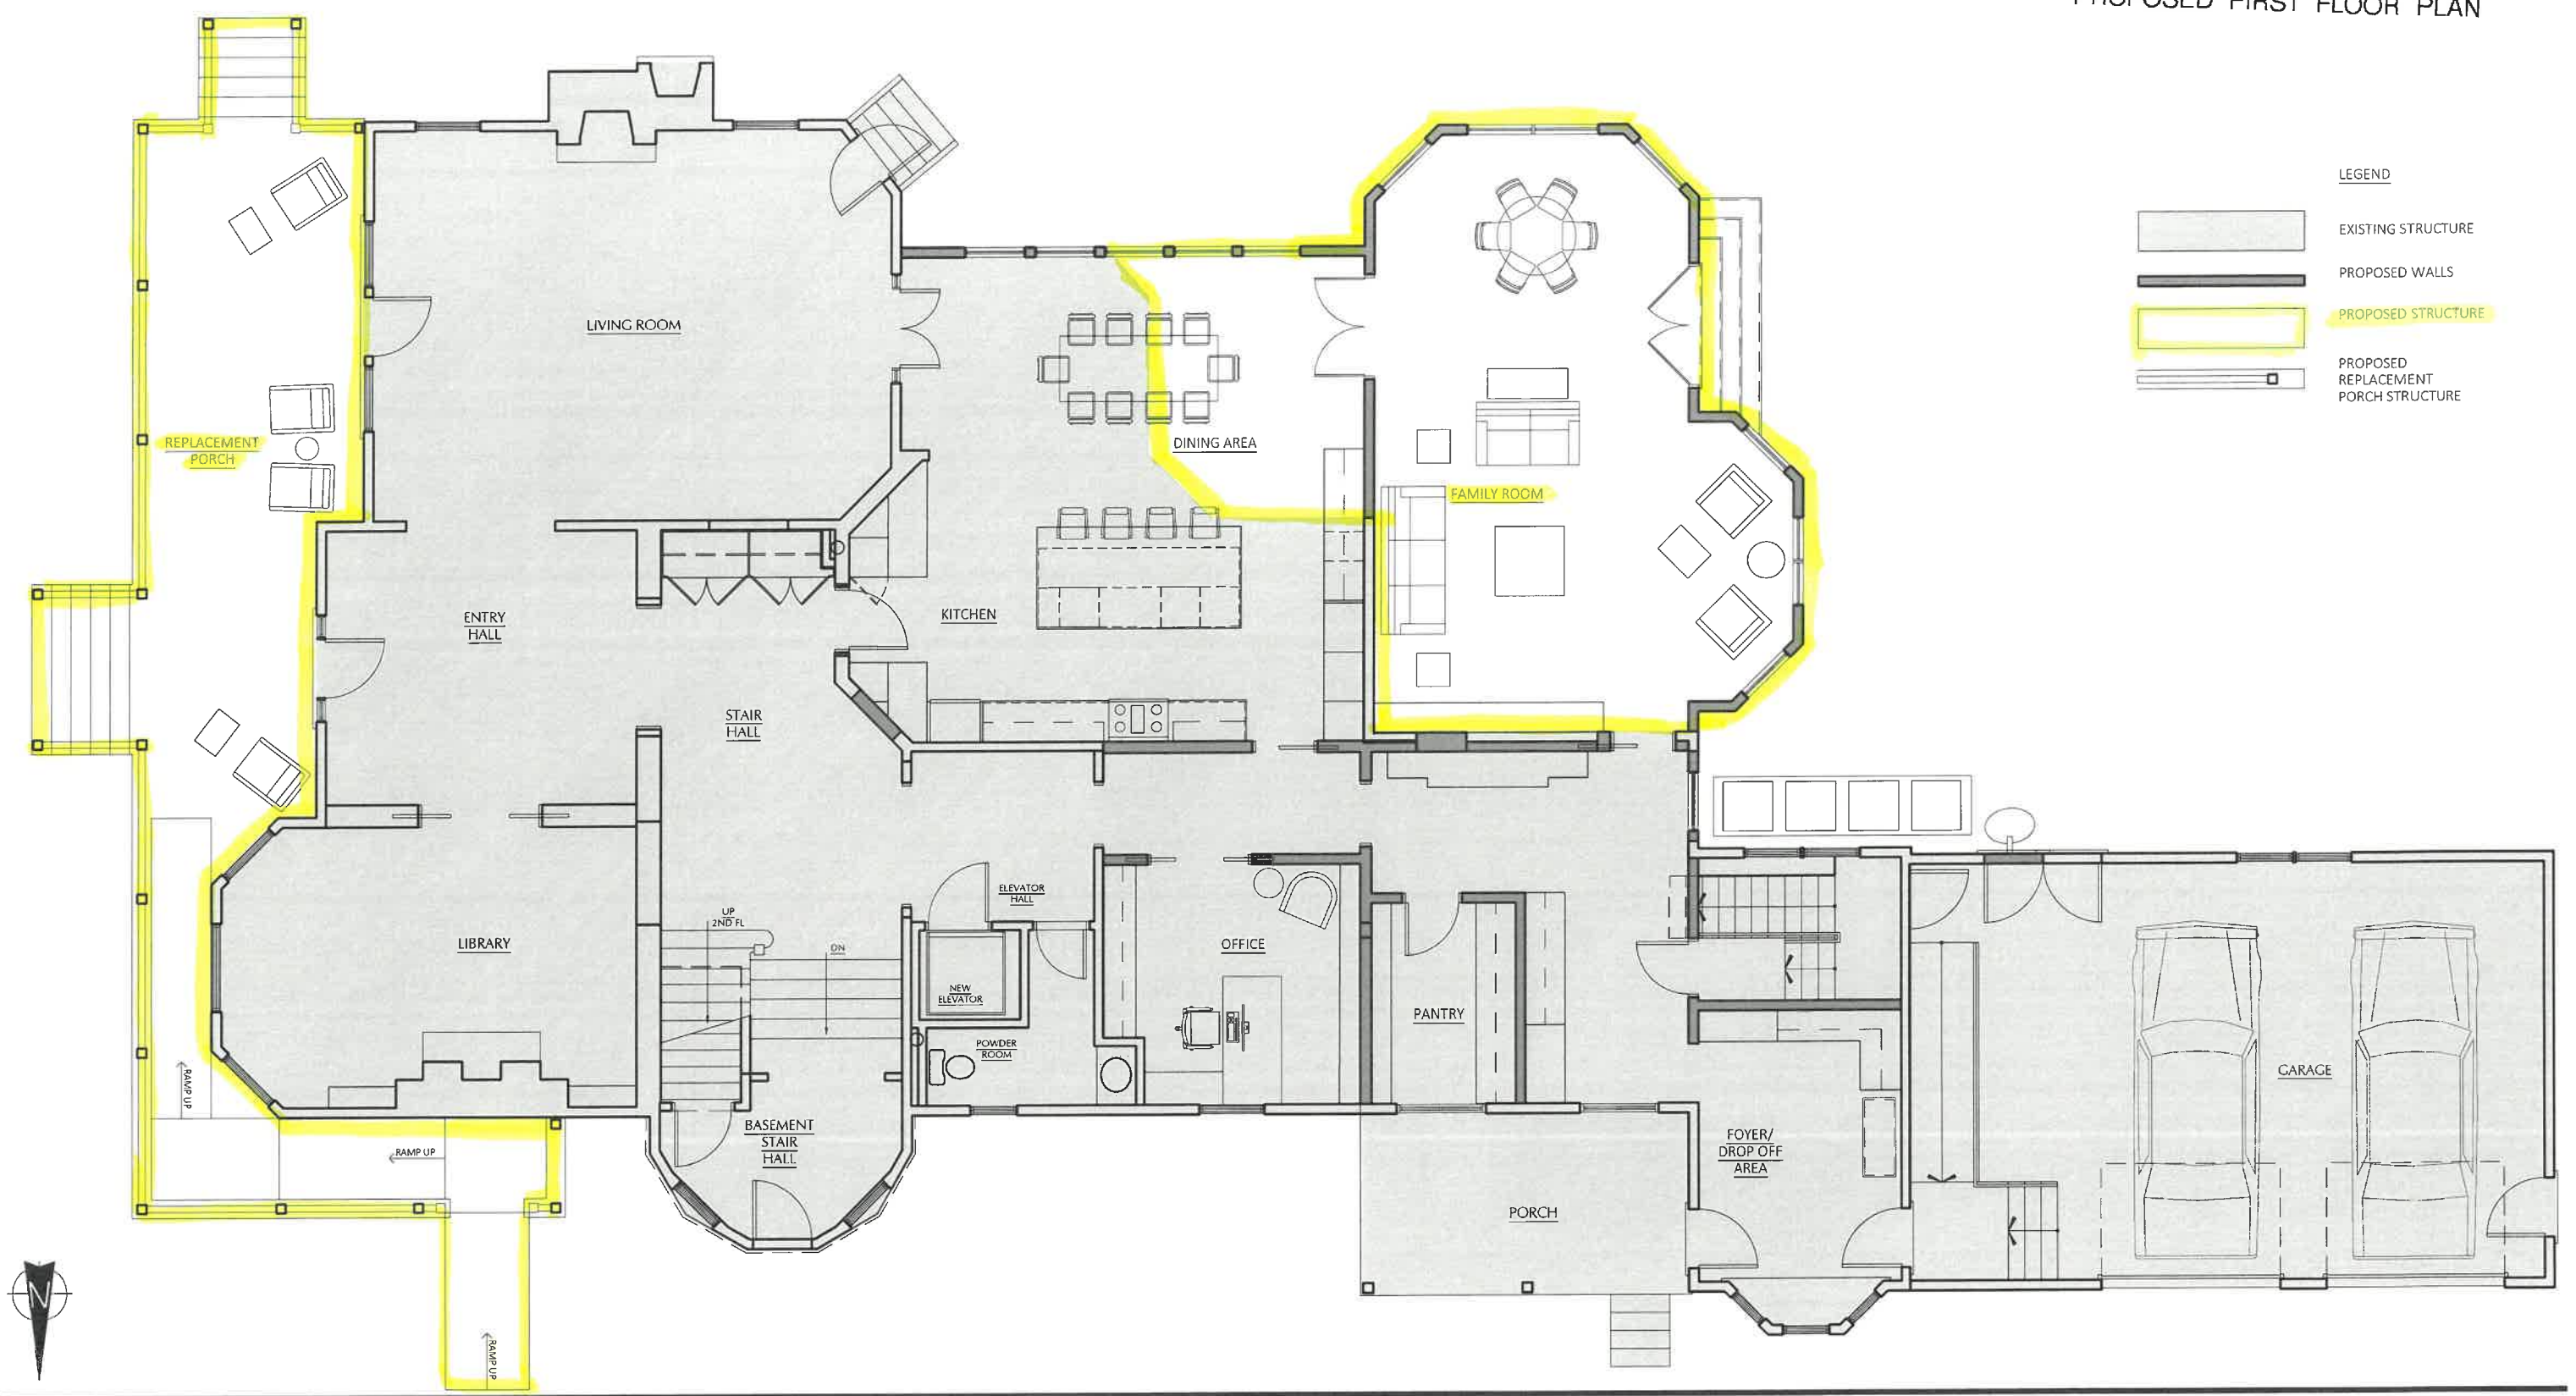 PROPOSED FIRST FLOOR PLAN
LEGEND
EXISTING STRUCTURE
PROPOSED WALLS
PROPOSED STRUCTURE
PROPOSED
REPLACEMENT
PORCH STRUCTURE
LIVING ROOM
REPLACEMENT
PORCH
DINING AREA
FAMILY ROOM
ENTRY
HALL
KITCHEN
STAIR
HALL
ELEVATOR
HALL
UP
2ND FL
DN
LIBRARY
OFFICE
NEW
ELEVATOR
PANTRY
POWDER
ROOM
GARAGE
RAMP UP
BASEMENT
STAIR
HALL
FOYER/
DROP OFF
AREA
RAMP UP
PORCH
N
RAMP UP